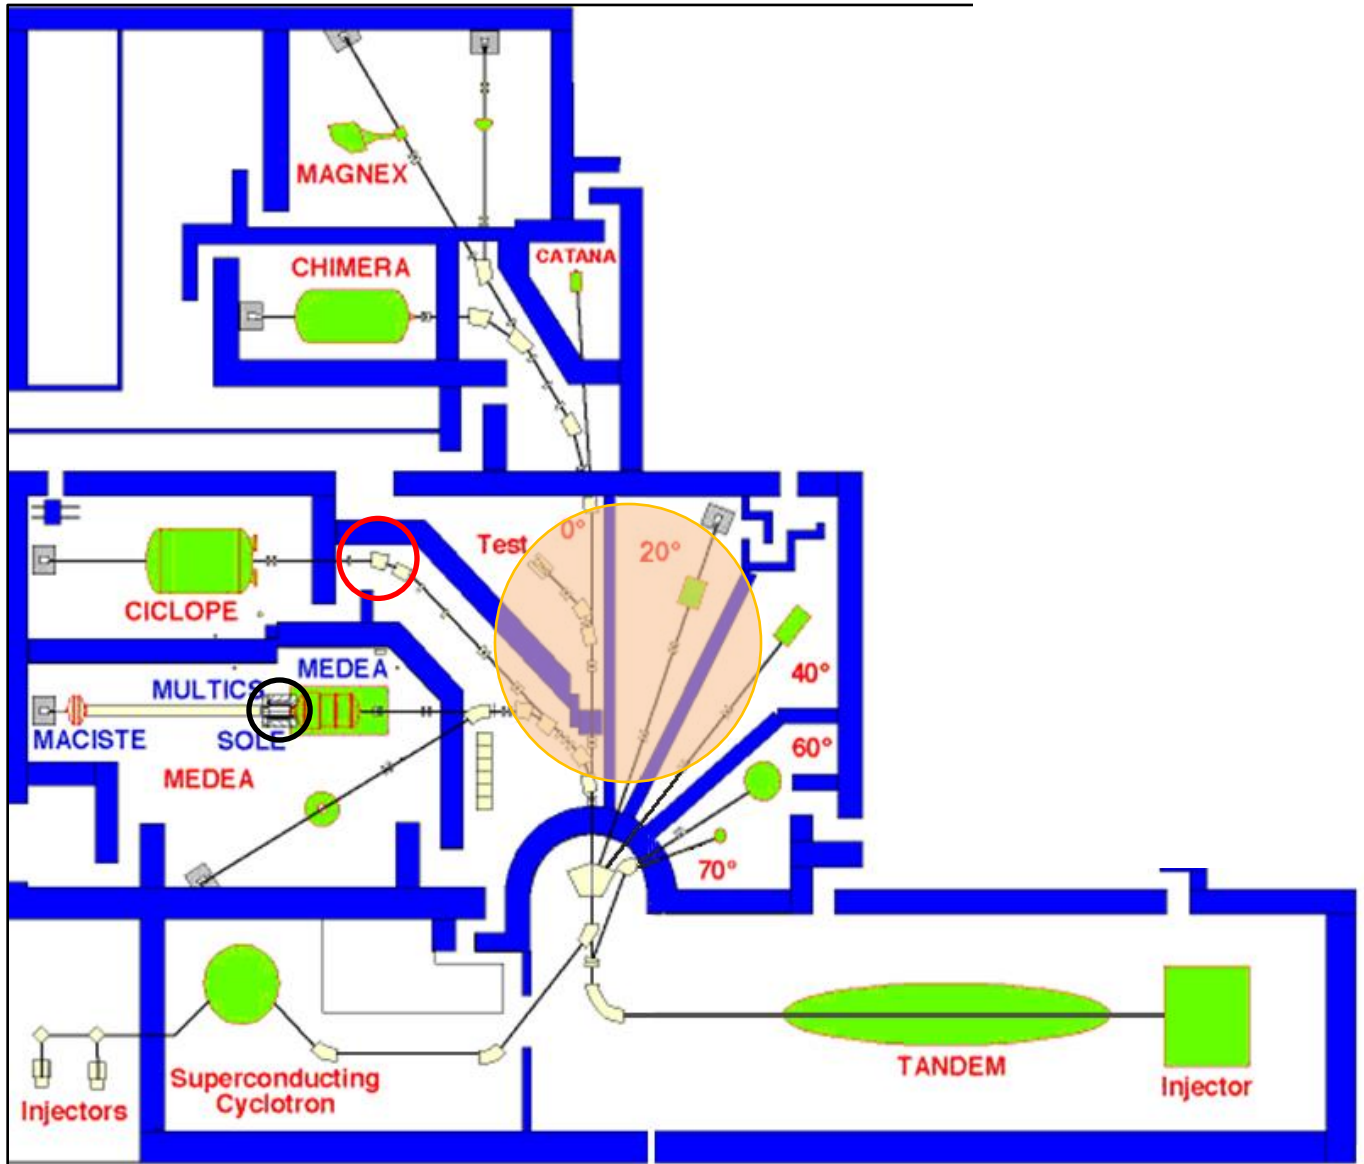 MAGNEX
CATANA
CHIMERA
0°
Test
20°
CICLOPE
MEDEA
40°
MULTICS
MACISTE
SOLE
60°
MEDEA
70°
TANDEM
Superconducting
Cyclotron
Injector
Injectors